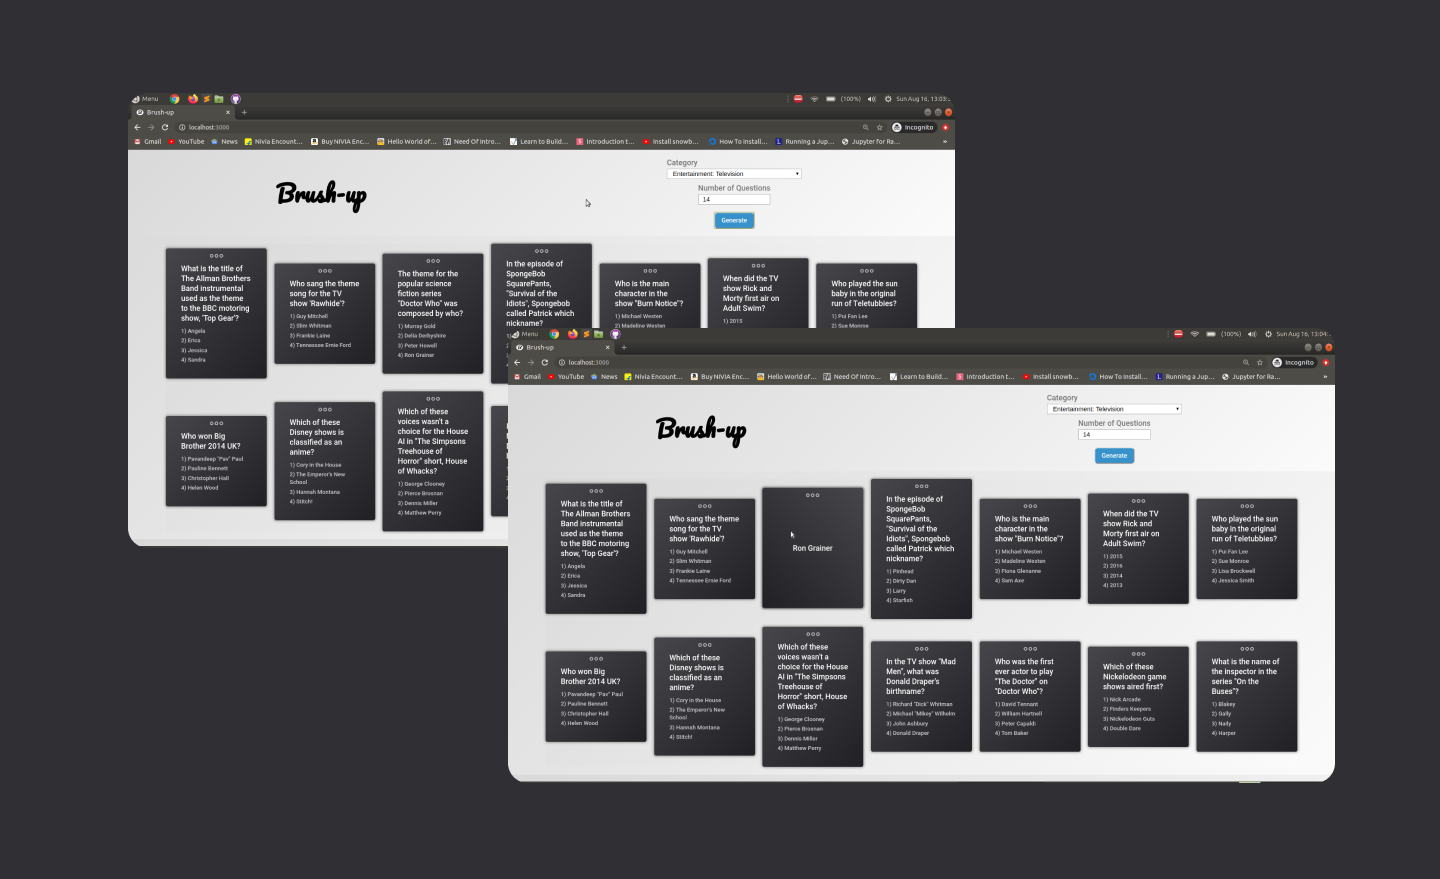 Menu
(100%)
Sun Aug 16, 13:03:
Brush-up
localhost:3000
Incognito
Gmail YouTube News Nivia Encount... Buy NIVIA Enc... Hello World of... Need Of Intro... Learn to Build... Introduction t... Install snowb... How To Install... Running a Jup... Jupyter for Ra... »
Brush-up
Category
Entertainment: Television
Number of Questions
14
Generate
What is the title of
The Allman Brothers
Band instrumental
used as the theme
to the BBC motoring
show, "Top Gear"?
1) Angela
2) Erica
3) Jessica
4) Sandra
Who sang the theme
song for the TV
show "Rawhide"?
1) Guy Mitchell
2) Slim Whitman
3) Frankie Laine
4) Tennessee Ernie Ford
The theme for the
popular science
fiction series
"Doctor Who" was
composed by who?
1) Murray Gold
2) Delia Derbyshire
3) Peter Howell
4) Ron Grainer
In the episode of
SpongeBob
SquarePants,
"Survival of the
Idiots", Spongebob
called Patrick which
nickname?
Who is the main
character in the
show "Burn Notice"?
1) Michael Westen
2) Madeline Westen
When did the TV
show Rick and
Morty first air on
Adult Swim?
1) 2015
Who played the sun
baby in the original
run of Teletubbies?
1) Pui Fan Lee
2) Sue Monroe
Who won Big
Brother 2014 UK?
1) Pavandeep "Pav" Paul
2) Pauline Bennett
3) Christopher Hall
4) Helen Wood
Which of these
Disney shows is
classified as an
anime?
1) Cory in the House
2) The Emperor's New
School
3) Hannah Montana
4) Stitch!
Which of these
voices wasn't a
choice for the House
AI in "The Simpsons
Treehouse of
Horror" short, House
of Whacks?
1) George Clooney
2) Pierce Brosnan
3) Dennis Miller
4) Matthew Perry
Menu
(100%)
Sun Aug 16, 13:04:
Brush-up
localhost:3000
Incognito
Gmail YouTube News Nivia Encount... Buy NIVIA Enc... Hello World of... Need Of Intro... Learn to Build... Introduction t... Install snowb... How To Install... Running a Jup... Jupyter for Ra... »
Brush-up
Category
Entertainment: Television
Number of Questions
14
Generate
What is the title of
The Allman Brothers
Band instrumental
used as the theme
to the BBC motoring
show, "Top Gear"?
1) Angela
2) Erica
3) Jessica
4) Sandra
Who sang the theme
song for the TV
show "Rawhide"?
1) Guy Mitchell
2) Slim Whitman
3) Frankie Laine
4) Tennessee Ernie Ford
Ron Grainer
In the episode of
SpongeBob
SquarePants,
"Survival of the
Idiots", Spongebob
called Patrick which
nickname?
1) Pinhead
2) Dirty Dan
3) Larry
4) Starfish
Who is the main
character in the
show "Burn Notice"?
1) Michael Westen
2) Madeline Westen
3) Fiona Glenanne
4) Sam Axe
When did the TV
show Rick and
Morty first air on
Adult Swim?
1) 2015
2) 2016
3) 2014
4) 2013
Who played the sun
baby in the original
run of Teletubbies?
1) Pui Fan Lee
2) Sue Monroe
3) Lisa Brockwell
4) Jessica Smith
Who won Big
Brother 2014 UK?
1) Pavandeep "Pav" Paul
2) Pauline Bennett
3) Christopher Hall
4) Helen Wood
Which of these
Disney shows is
classified as an
anime?
1) Cory in the House
2) The Emperor's New
School
3) Hannah Montana
4) Stitch!
Which of these
voices wasn't a
choice for the House
AI in "The Simpsons
Treehouse of
Horror" short, House
of Whacks?
1) George Clooney
2) Pierce Brosnan
3) Dennis Miller
4) Matthew Perry
In the TV show "Mad
Men", what was
Donald Draper's
birthname?
1) Richard "Dick" Whitman
2) Michael "Mikey" Wilhelm
3) John Ashbury
4) Donald Draper
Who was the first
ever actor to play
"The Doctor" on
"Doctor Who"?
1) David Tennant
2) William Hartnell
3) Peter Capaldi
4) Tom Baker
Which of these
Nickelodeon game
shows aired first?
1) Nick Arcade
2) Finders Keepers
3) Nickelodeon Guts
4) Double Dare
What is the name of
the Inspector in the
series "On the
Buses"?
1) Blakey
2) Gally
3) Naily
4) Harper